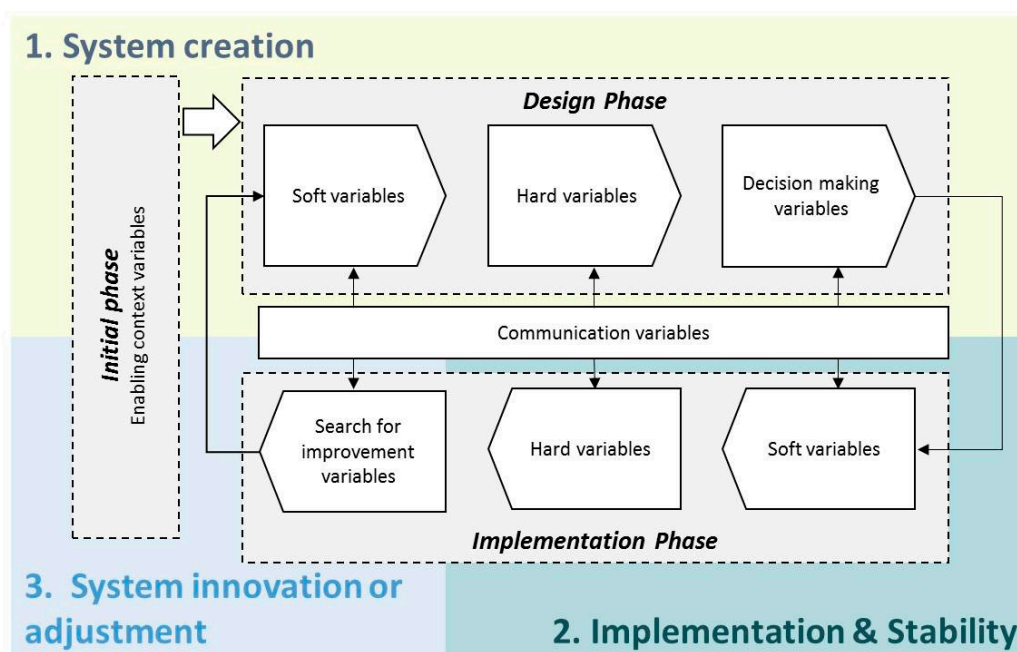 1. System creation
Design Phase
Soft variables
Hard variables
Decision making
variables
Initial phase
Enabling context variables
Communication variables
Search for
improvement
variables
Hard variables
Soft variables
Implementation Phase
3. System innovation or
adjustment
2. Implementation & Stability